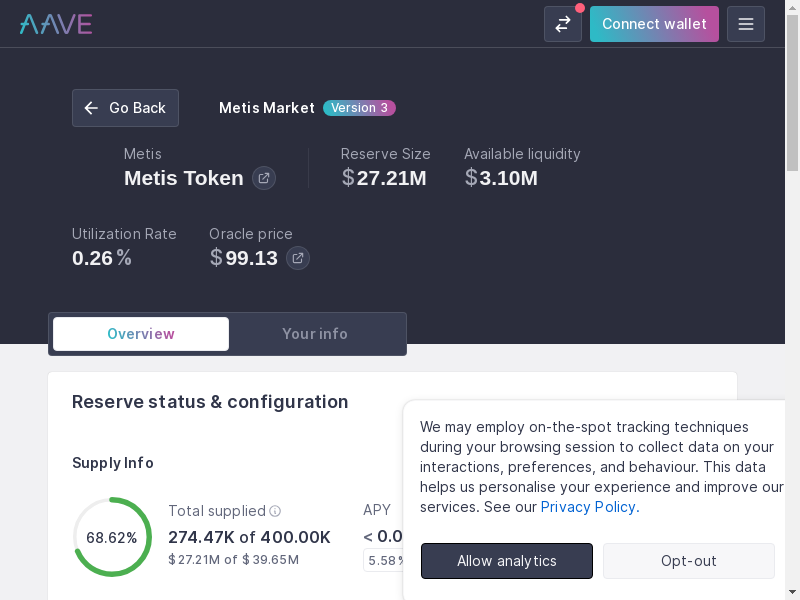 AAVE
Connect wallet
Go Back
Metis Market Version 3
Metis
Metis Token
Reserve Size
$27.21M
Available liquidity
$3.10M
Utilization Rate
0.26 %
Oracle price
$99.13
Overview
Your info
Reserve status & configuration
Supply Info
68.62%
Total supplied
274.47K of 400.00K
$27.21M of $39.65M
APY
< 0.0
5.58%
We may employ on-the-spot tracking techniques
during your browsing session to collect data on your
interactions, preferences, and behaviour. This data
helps us personalise your experience and improve our
services. See our Privacy Policy.
Allow analytics
Opt-out